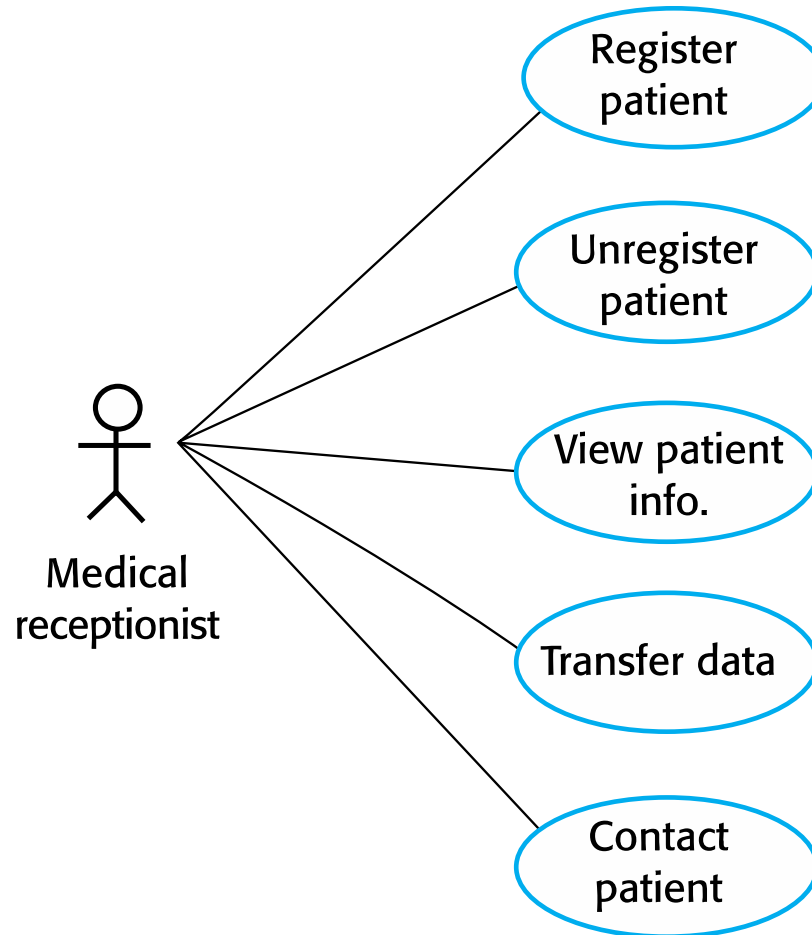 Register
patient
Unregister
patient
View patient
info.
Medical
receptionist
Transfer data
Contact
patient